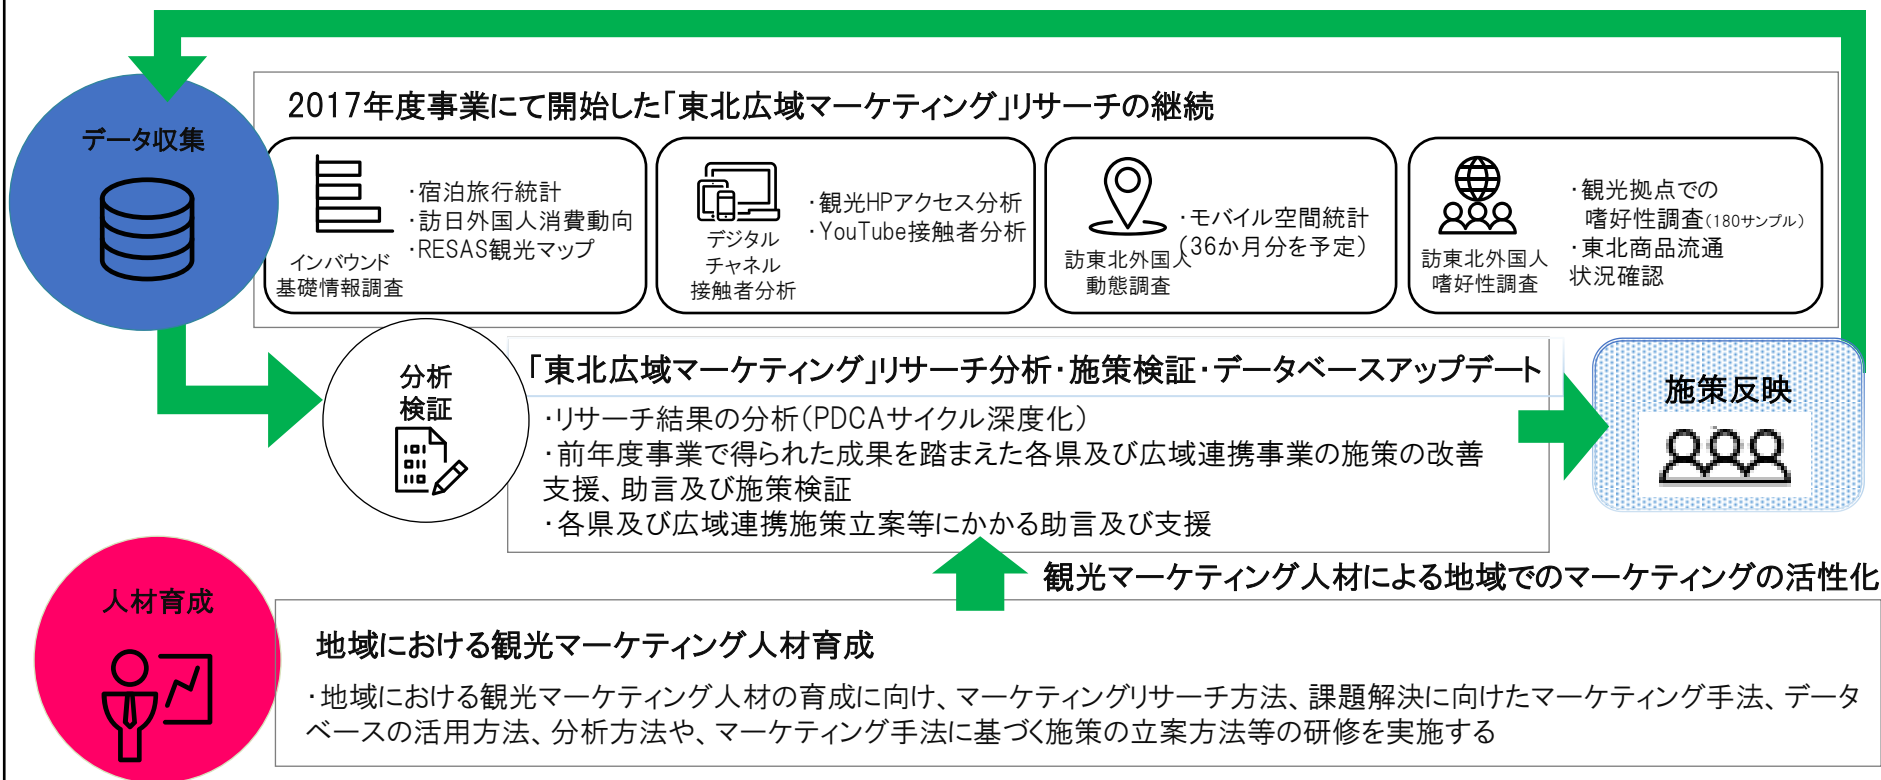 データ収集
2017年度事業にて開始した「東北広域マーケティング」リサーチの継続
インバウンド
基礎情報調査
・宿泊旅行統計
・訪日外国人消費動向
・RESAS観光マップ
デジタル
チャネル
接触者分析
・観光HPアクセス分析
・YouTube接触者分析
訪東北外国人
動態調査
・モバイル空間統計
(36か月分を予定)
訪東北外国人
嗜好性調査
・観光拠点での
嗜好性調査(180サンプル)
・東北商品流通
状況確認
分析
検証
「東北広域マーケティング」リサーチ分析・施策検証・データベースアップデート
・リサーチ結果の分析(PDCAサイクル深度化)
・前年度事業で得られた成果を踏まえた各県及び広域連携事業の施策の改善
支援、助言及び施策検証
・各県及び広域連携施策立案等にかかる助言及び支援
施策反映
観光マーケティング人材による地域でのマーケティングの活性化
人材育成
地域における観光マーケティング人材育成
・地域における観光マーケティング人材の育成に向け、マーケティングリサーチ方法、課題解決に向けたマーケティング手法、データ
ベースの活用方法、分析方法や、マーケティング手法に基づく施策の立案方法等の研修を実施する